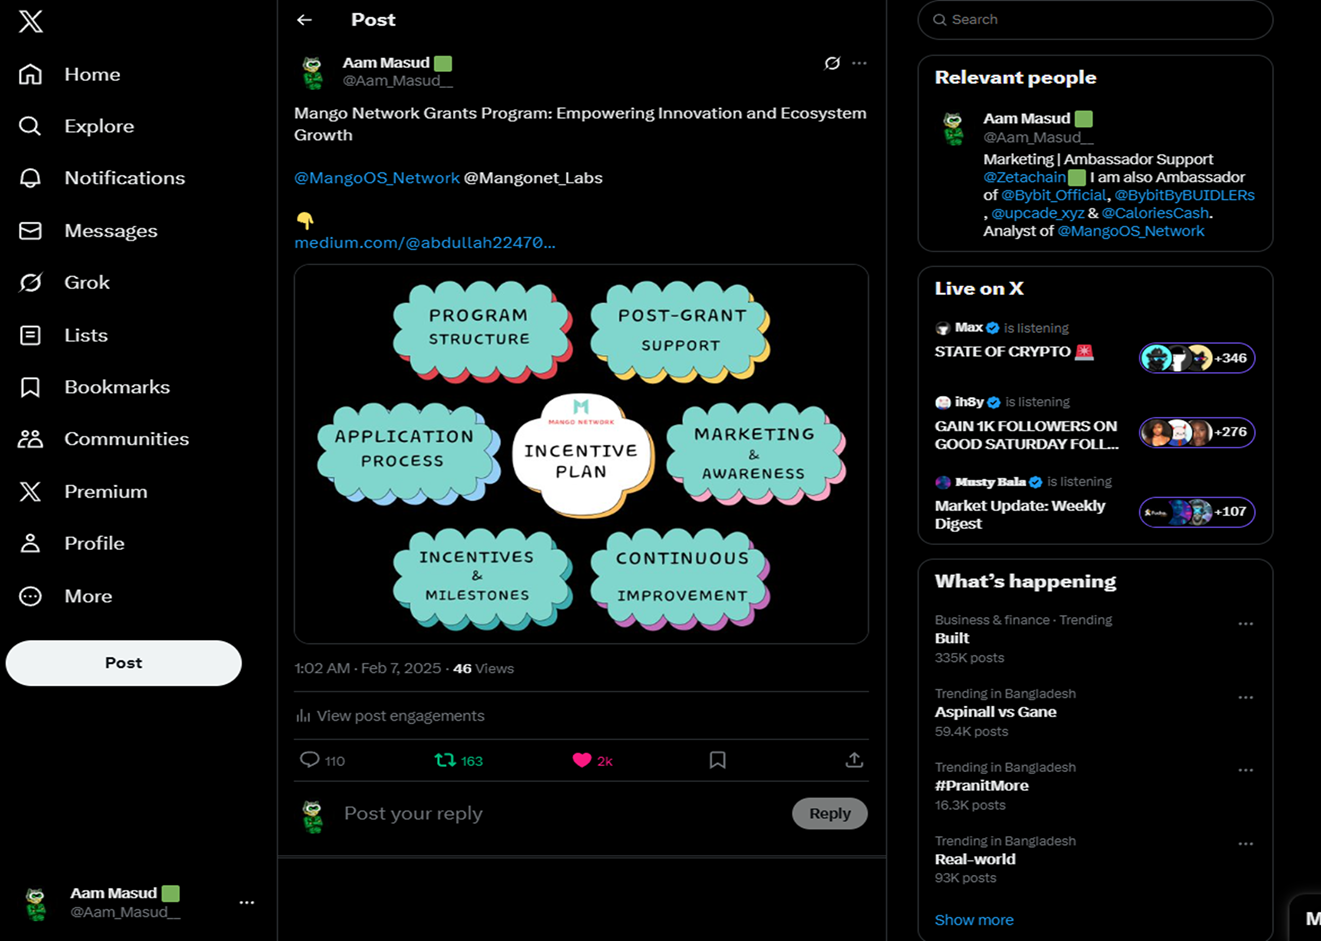 Home
Explore
Notifications
Messages
Grok
Lists
Bookmarks
Communities
Premium
Profile
More
Post
Aam Masud
@Aam_Masud__
Post
Aam Masud
@Aam_Masud__
Mango Network Grants Program: Empowering Innovation and Ecosystem
Growth
@MangoOS_Network @Mangonet_Labs
medium.com/@abdullah22470...
PROGRAM
STRUCTURE
POST-GRANT
SUPPORT
APPLICATION
PROCESS
MANGO NETWORK
INCENTIVE
PLAN
MARKETING
&
AWARENESS
INCENTIVES
&
MILESTONES
CONTINUOUS
IMPROVEMENT
1:02 AM · Feb 7, 2025 · 46 Views
View post engagements
110
163
2k
Post your reply
Reply
Search
Relevant people
Aam Masud
@Aam_Masud__
Marketing | Ambassador Support
@Zetachain I am also Ambassador
of @Bybit_Official, @BybitByBUIDLERs
, @upcade_xyz & @CaloriesCash.
Analyst of @MangoOS_Network
Live on X
Max is listening
STATE OF CRYPTO
+346
ih8y is listening
GAIN 1K FOLLOWERS ON
GOOD SATURDAY FOLL...
+276
Musty Bala is listening
Market Update: Weekly
Digest
+107
What's happening
Business & finance · Trending
Built
335K posts
Trending in Bangladesh
Aspinall vs Gane
59.4K posts
Trending in Bangladesh
#PranitMore
16.3K posts
Trending in Bangladesh
Real-world
93K posts
Show more